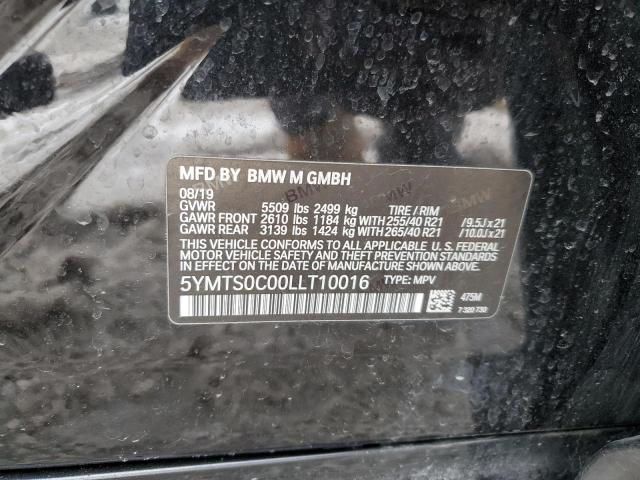 MFD BY BMW M GMBH
08/19
GVWR 5509 lbs 2499 kg TIRE / RIM
GAWR FRONT 2610 lbs 1184 kg WITH 255/40 R21 /9.5J x 21
GAWR REAR 3139 lbs 1424 kg WITH 265/40 R21 /10.0J x 21
THIS VEHICLE CONFORMS TO ALL APPLICABLE U. S. FEDERAL
MOTOR VEHICLE SAFETY AND THEFT PREVENTION STANDARDS
IN EFFECT ON THE DATE OF MANUFACTURE SHOWN ABOVE.
5YMTS0C00LLT10016 TYPE: MPV
475M
7 320 730